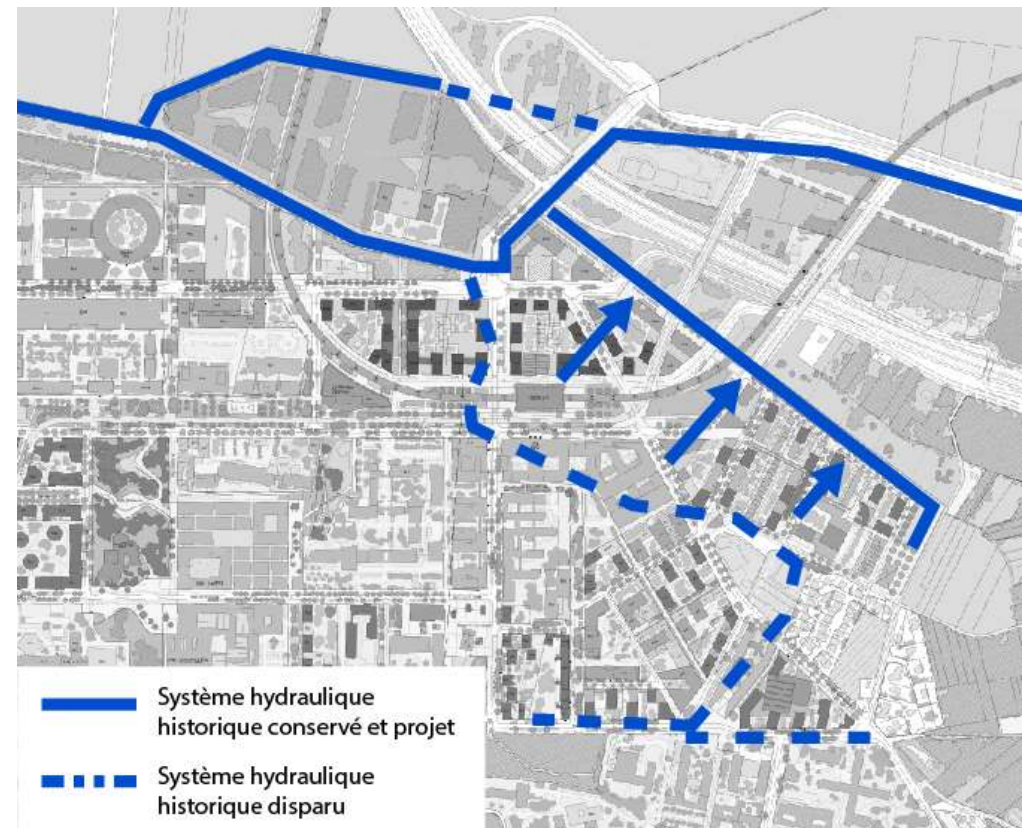 Système hydraulique
historique conservé et projet
Système hydraulique
historique disparu